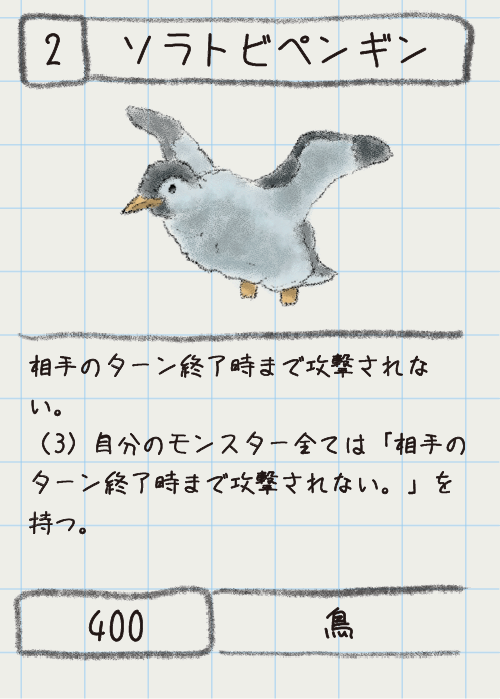 2 ソラトビペンギン
相手のターン終了時まで攻撃されな
い。
（3）自分のモンスター全ては「相手の
ターン終了時まで攻撃されない。」を
持つ。
400 鳥